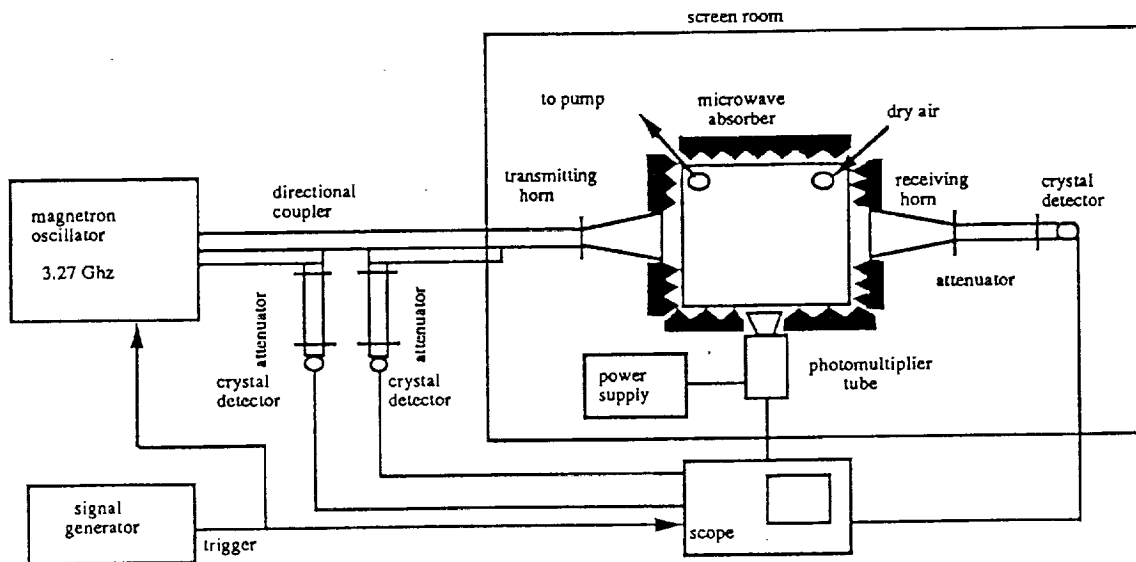 screen room
to pump
microwave
absorber
dry air
transmitting
horn
receiving
horn
crystal
detector
directional
coupler
magnetron
oscillator
3.27 Ghz
attenuator
attenuator
attenuator
crystal
detector
crystal
detector
power
supply
photomultiplier
tube
signal
generator
trigger
scope